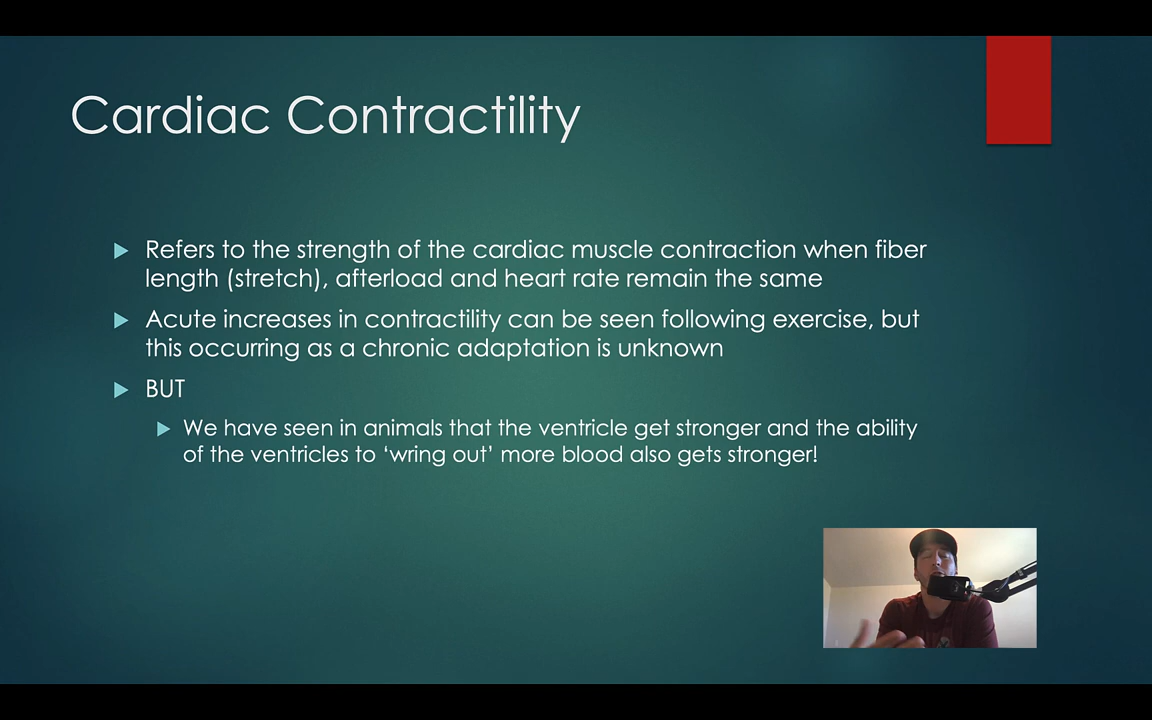 Cardiac Contractility
Refers to the strength of the cardiac muscle contraction when fiber
length (stretch), afterload and heart rate remain the same
Acute increases in contractility can be seen following exercise, but
this occurring as a chronic adaptation is unknown
BUT
We have seen in animals that the ventricle get stronger and the ability
of the ventricles to ‘wring out’ more blood also gets stronger!